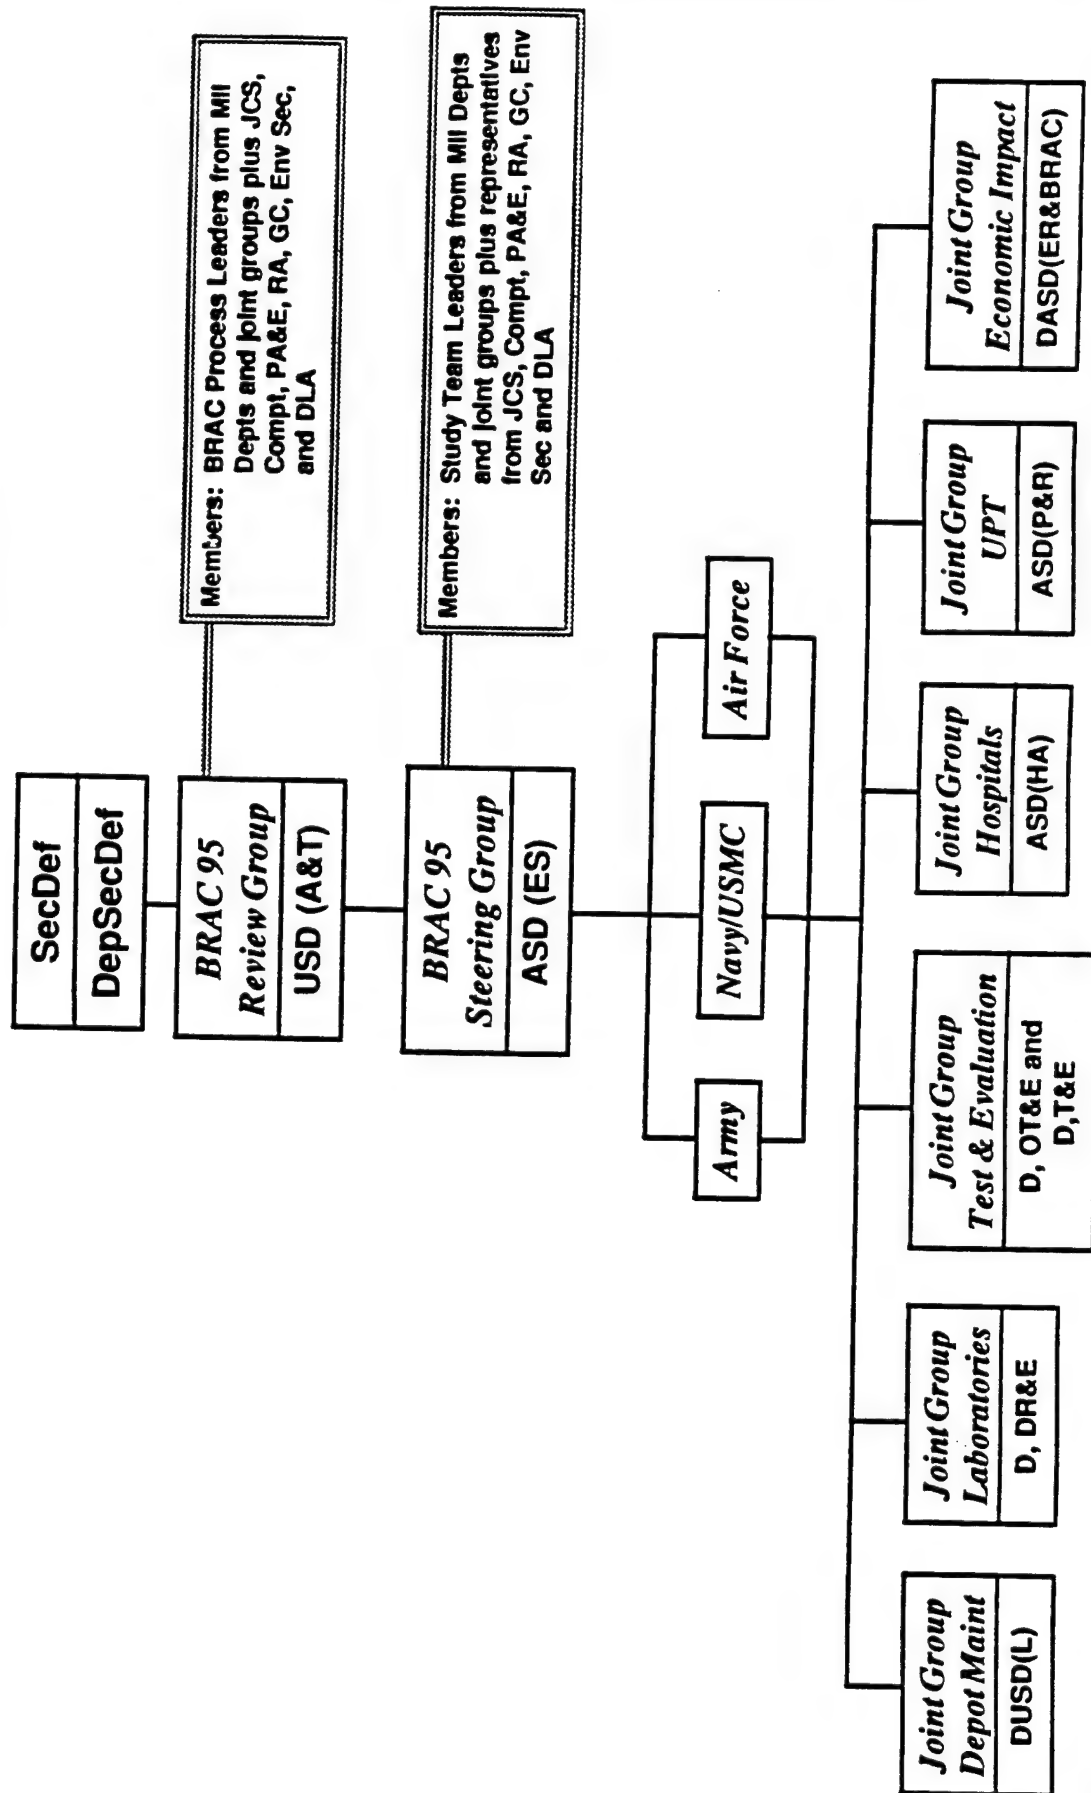 SecDef
DepSecDef
BRAC 95
Review Group
USD (A&T)
Members: BRAC Process Leaders from Mil
Depts and joint groups plus JCS,
Compt, PA&E, RA, GC, Env Sec,
and DLA
BRAC 95
Steering Group
ASD (ES)
Members: Study Team Leaders from Mil Depts
and joint groups plus representatives
from JCS, Compt, PA&E, RA, GC, Env
Sec and DLA
Army
Navy/USMC
Air Force
Joint Group
Depot Maint
DUSD(L)
Joint Group
Laboratories
D, DR&E
Joint Group
Test & Evaluation
D, OT&E and
D,T&E
Joint Group
Hospitals
ASD(HA)
Joint Group
UPT
ASD(P&R)
Joint Group
Economic Impact
DASD(ER&BRAC)